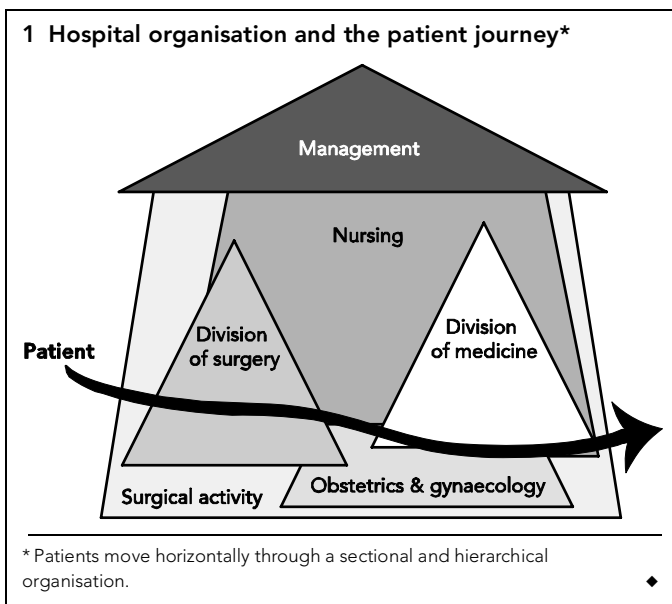 1 Hospital organisation and the patient journey*
Management
Nursing
Division
of surgery
Division
of medicine
Patient
Surgical activity
Obstetrics & gynaecology
* Patients move horizontally through a sectional and hierarchical
organisation.